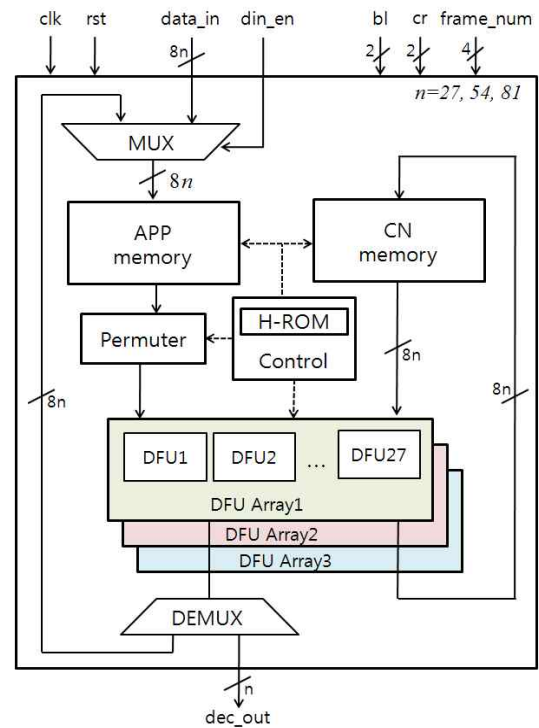 clk rst data_in din_en bl cr frame_num
8n 2 2 4
n=27, 54, 81
MUX
8n
APP
memory
CN
memory
H-ROM
Control
Permuter
8n
8n
8n
DFU1 DFU2 ... DFU27
DFU Array1
DFU Array2
DFU Array3
DEMUX
n
dec_out